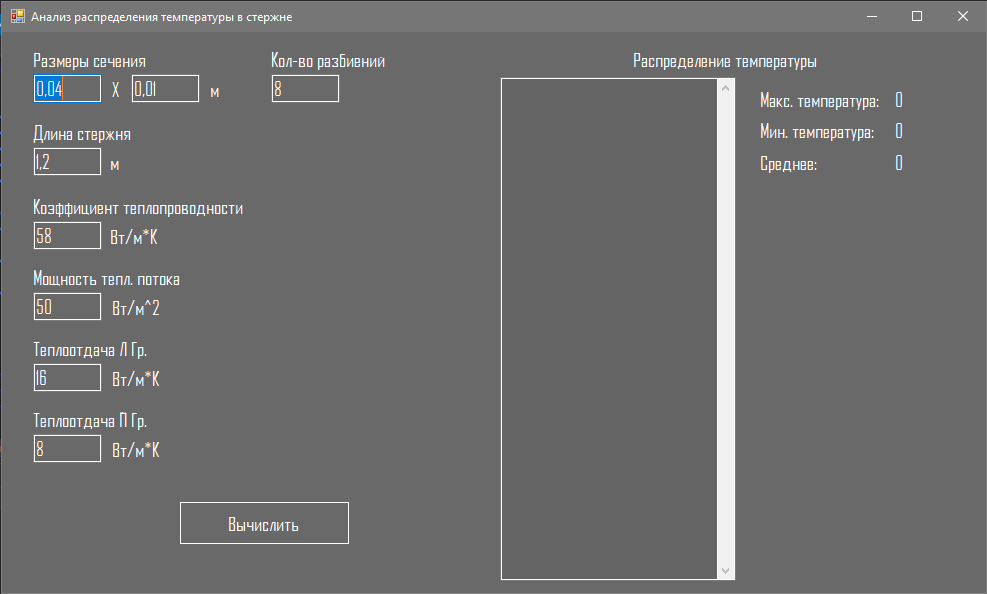 Анализ распределения температуры в стержне
Размеры сечения
0,04 X 0,01 м
Кол-во разбиений
8
Длина стержня
1,2 м
Коэффициент теплопроводности
58 Вт/м*К
Мощность тепл. потока
50 Вт/м^2
Теплоотдача Л Гр.
16 Вт/м*К
Теплоотдача П Гр.
8 Вт/м*К
Вычислить
Распределение температуры
Макс. температура: 0
Мин. температура: 0
Среднее: 0